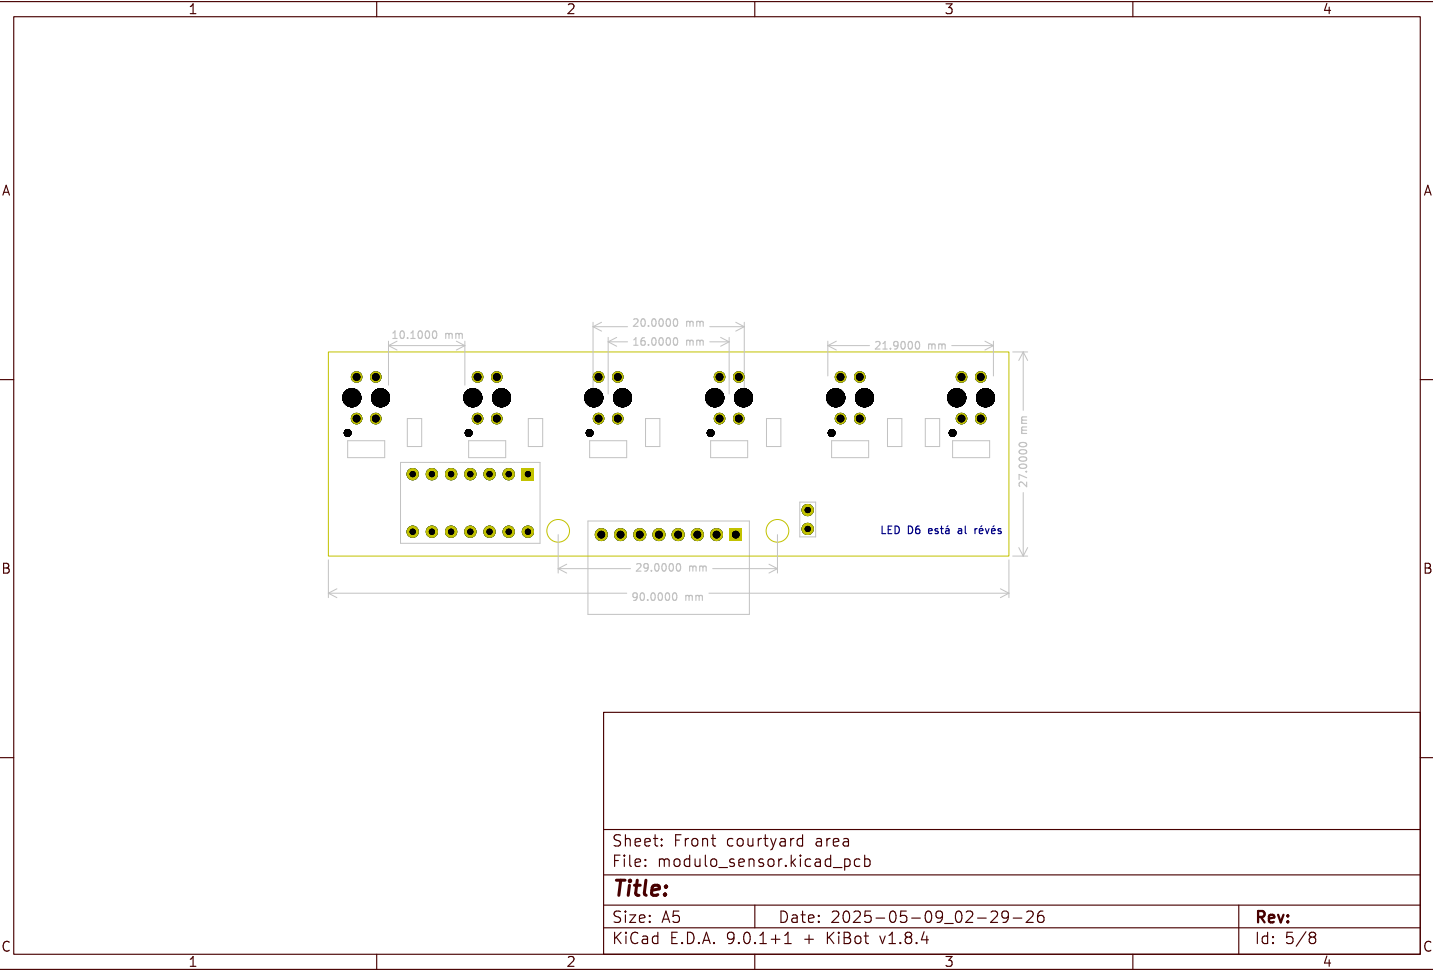 1 2 3 4
A A
20.0000 mm
10.1000 mm
16.0000 mm
21.9000 mm
27.0000 mm
LED D6 está al révés
29.0000 mm
B B
90.0000 mm
Sheet: Front courtyard area
File: modulo_sensor.kicad_pcb
Title:
Size: A5 Date: 2025-05-09_02-29-26 Rev:
KiCad E.D.A. 9.0.1+1 + KiBot v1.8.4 Id: 5/8
C C
1 2 3 4